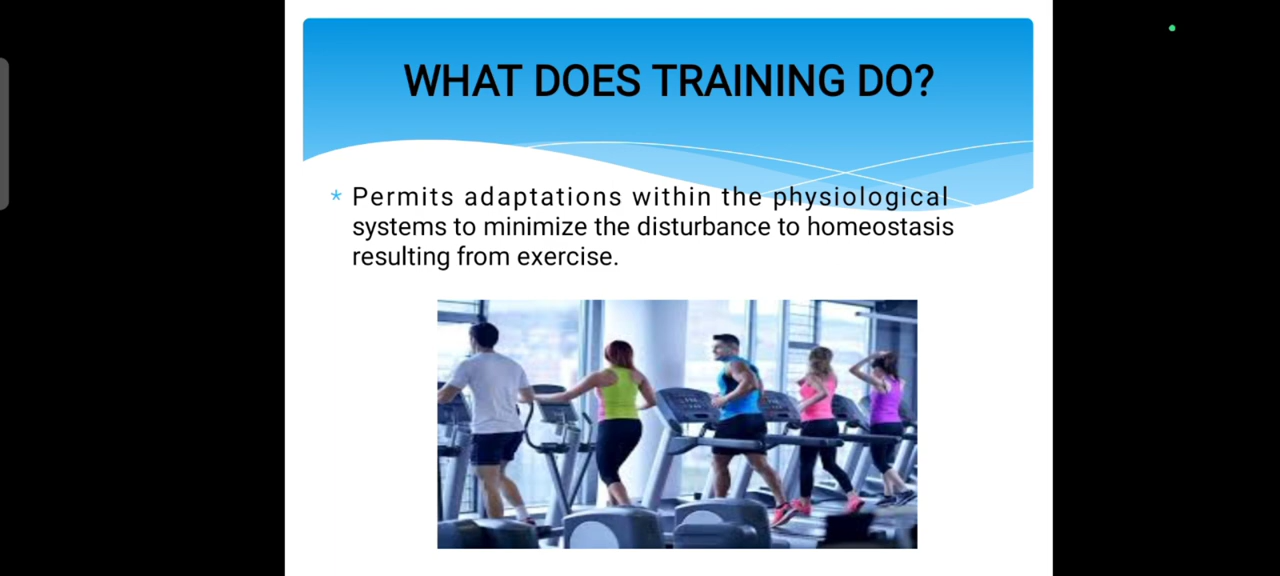 WHAT DOES TRAINING DO?
* Permits adaptations within the physiological
systems to minimize the disturbance to homeostasis
resulting from exercise.